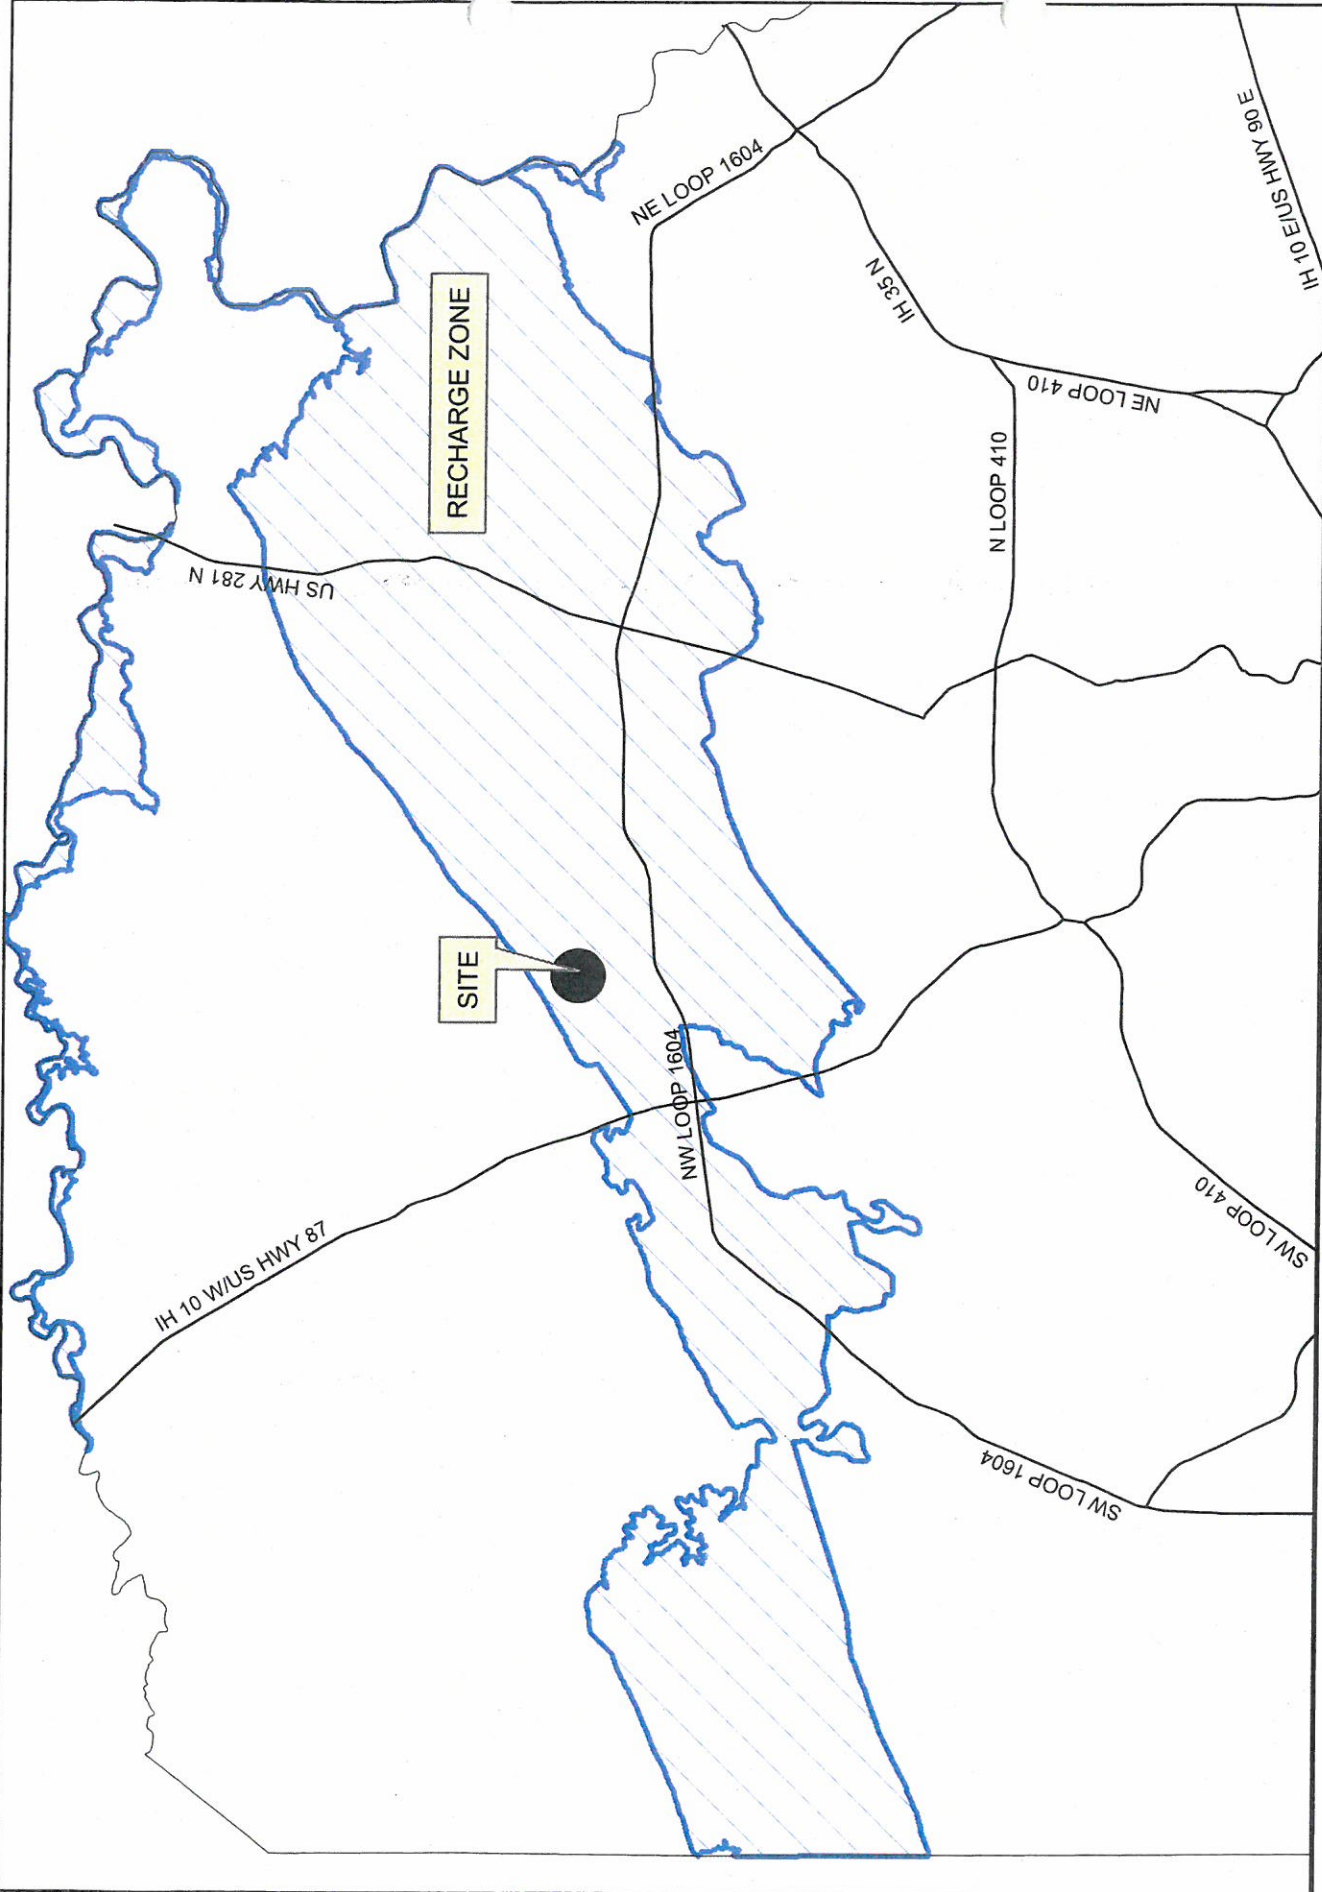 US HWY 281 N
RECHARGE ZONE
NE LOOP 1604
IH 10 E/US HWY 90 E
IH 35 N
NE LOOP 410
N LOOP 410
SITE
NW LOOP 1604
IH 10 W/US HWY 87
SW LOOP 410
SW LOOP 1604